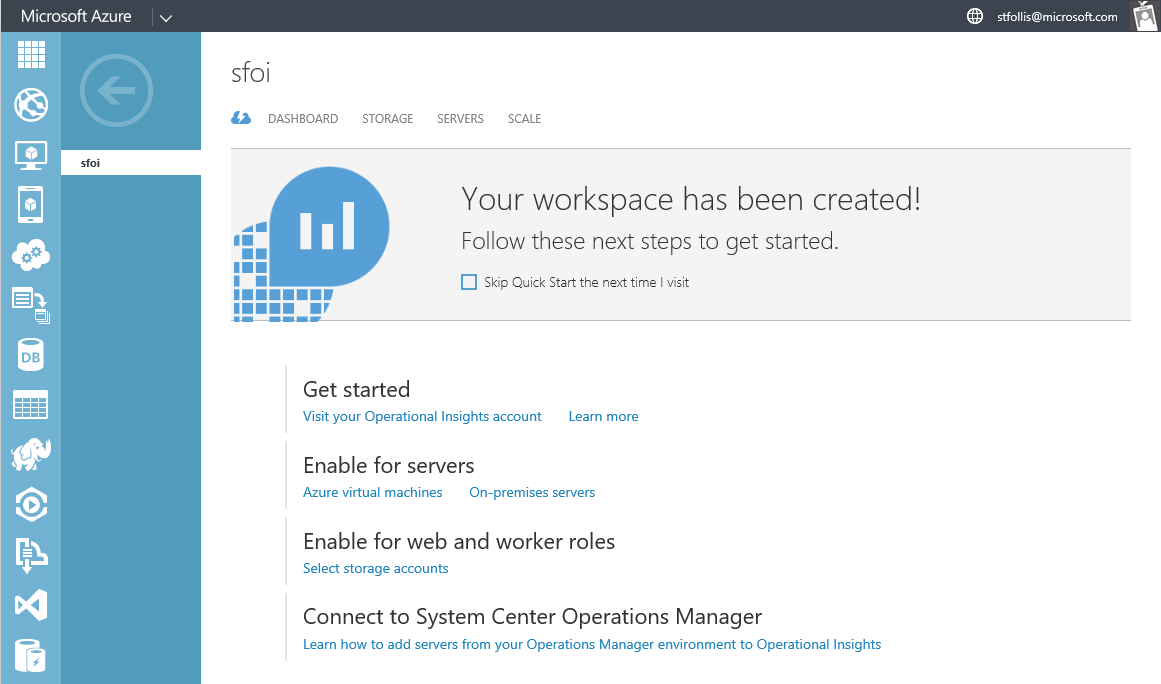 Microsoft Azure
stfollis@microsoft.com
sfoi
sfoi
DASHBOARD STORAGE SERVERS SCALE
Your workspace has been created!
Follow these next steps to get started.
Skip Quick Start the next time I visit
DB
Get started
Visit your Operational Insights account Learn more
Enable for servers
Azure virtual machines On-premises servers
Enable for web and worker roles
Select storage accounts
Connect to System Center Operations Manager
Learn how to add servers from your Operations Manager environment to Operational Insights